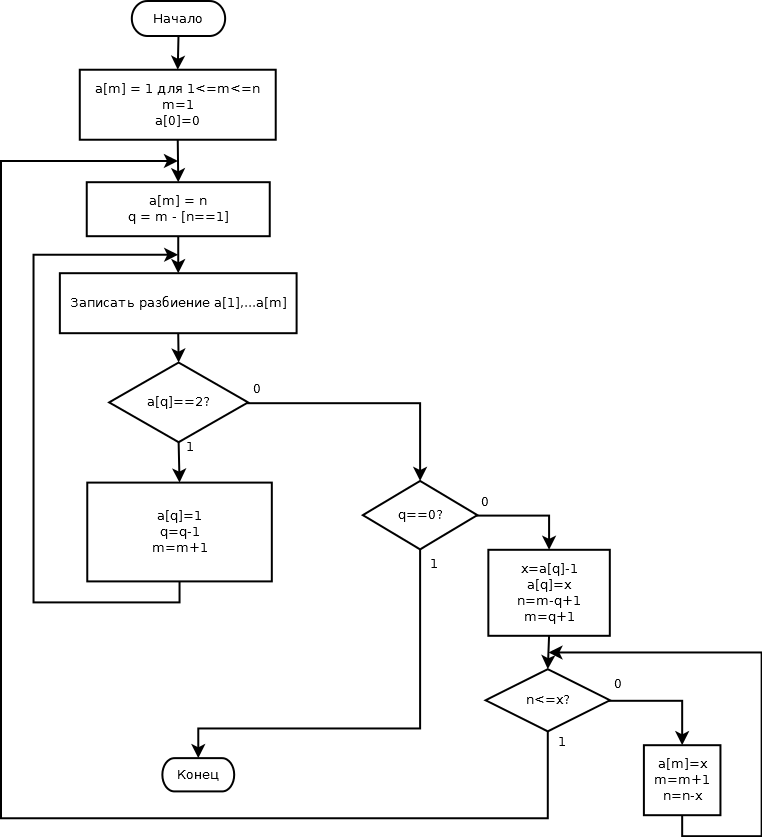 Начало
a[m] = 1 для 1<=m<=n
m=1
a[0]=0
a[m] = n
q = m - [n==1]
Записать разбиение a[1],...a[m]
a[q]==2?
0
1
a[q]=1
q=q-1
m=m+1
q==0?
0
1
x=a[q]-1
a[q]=x
n=m-q+1
m=q+1
n<=x?
0
1
a[m]=x
m=m+1
n=n-x
Конец